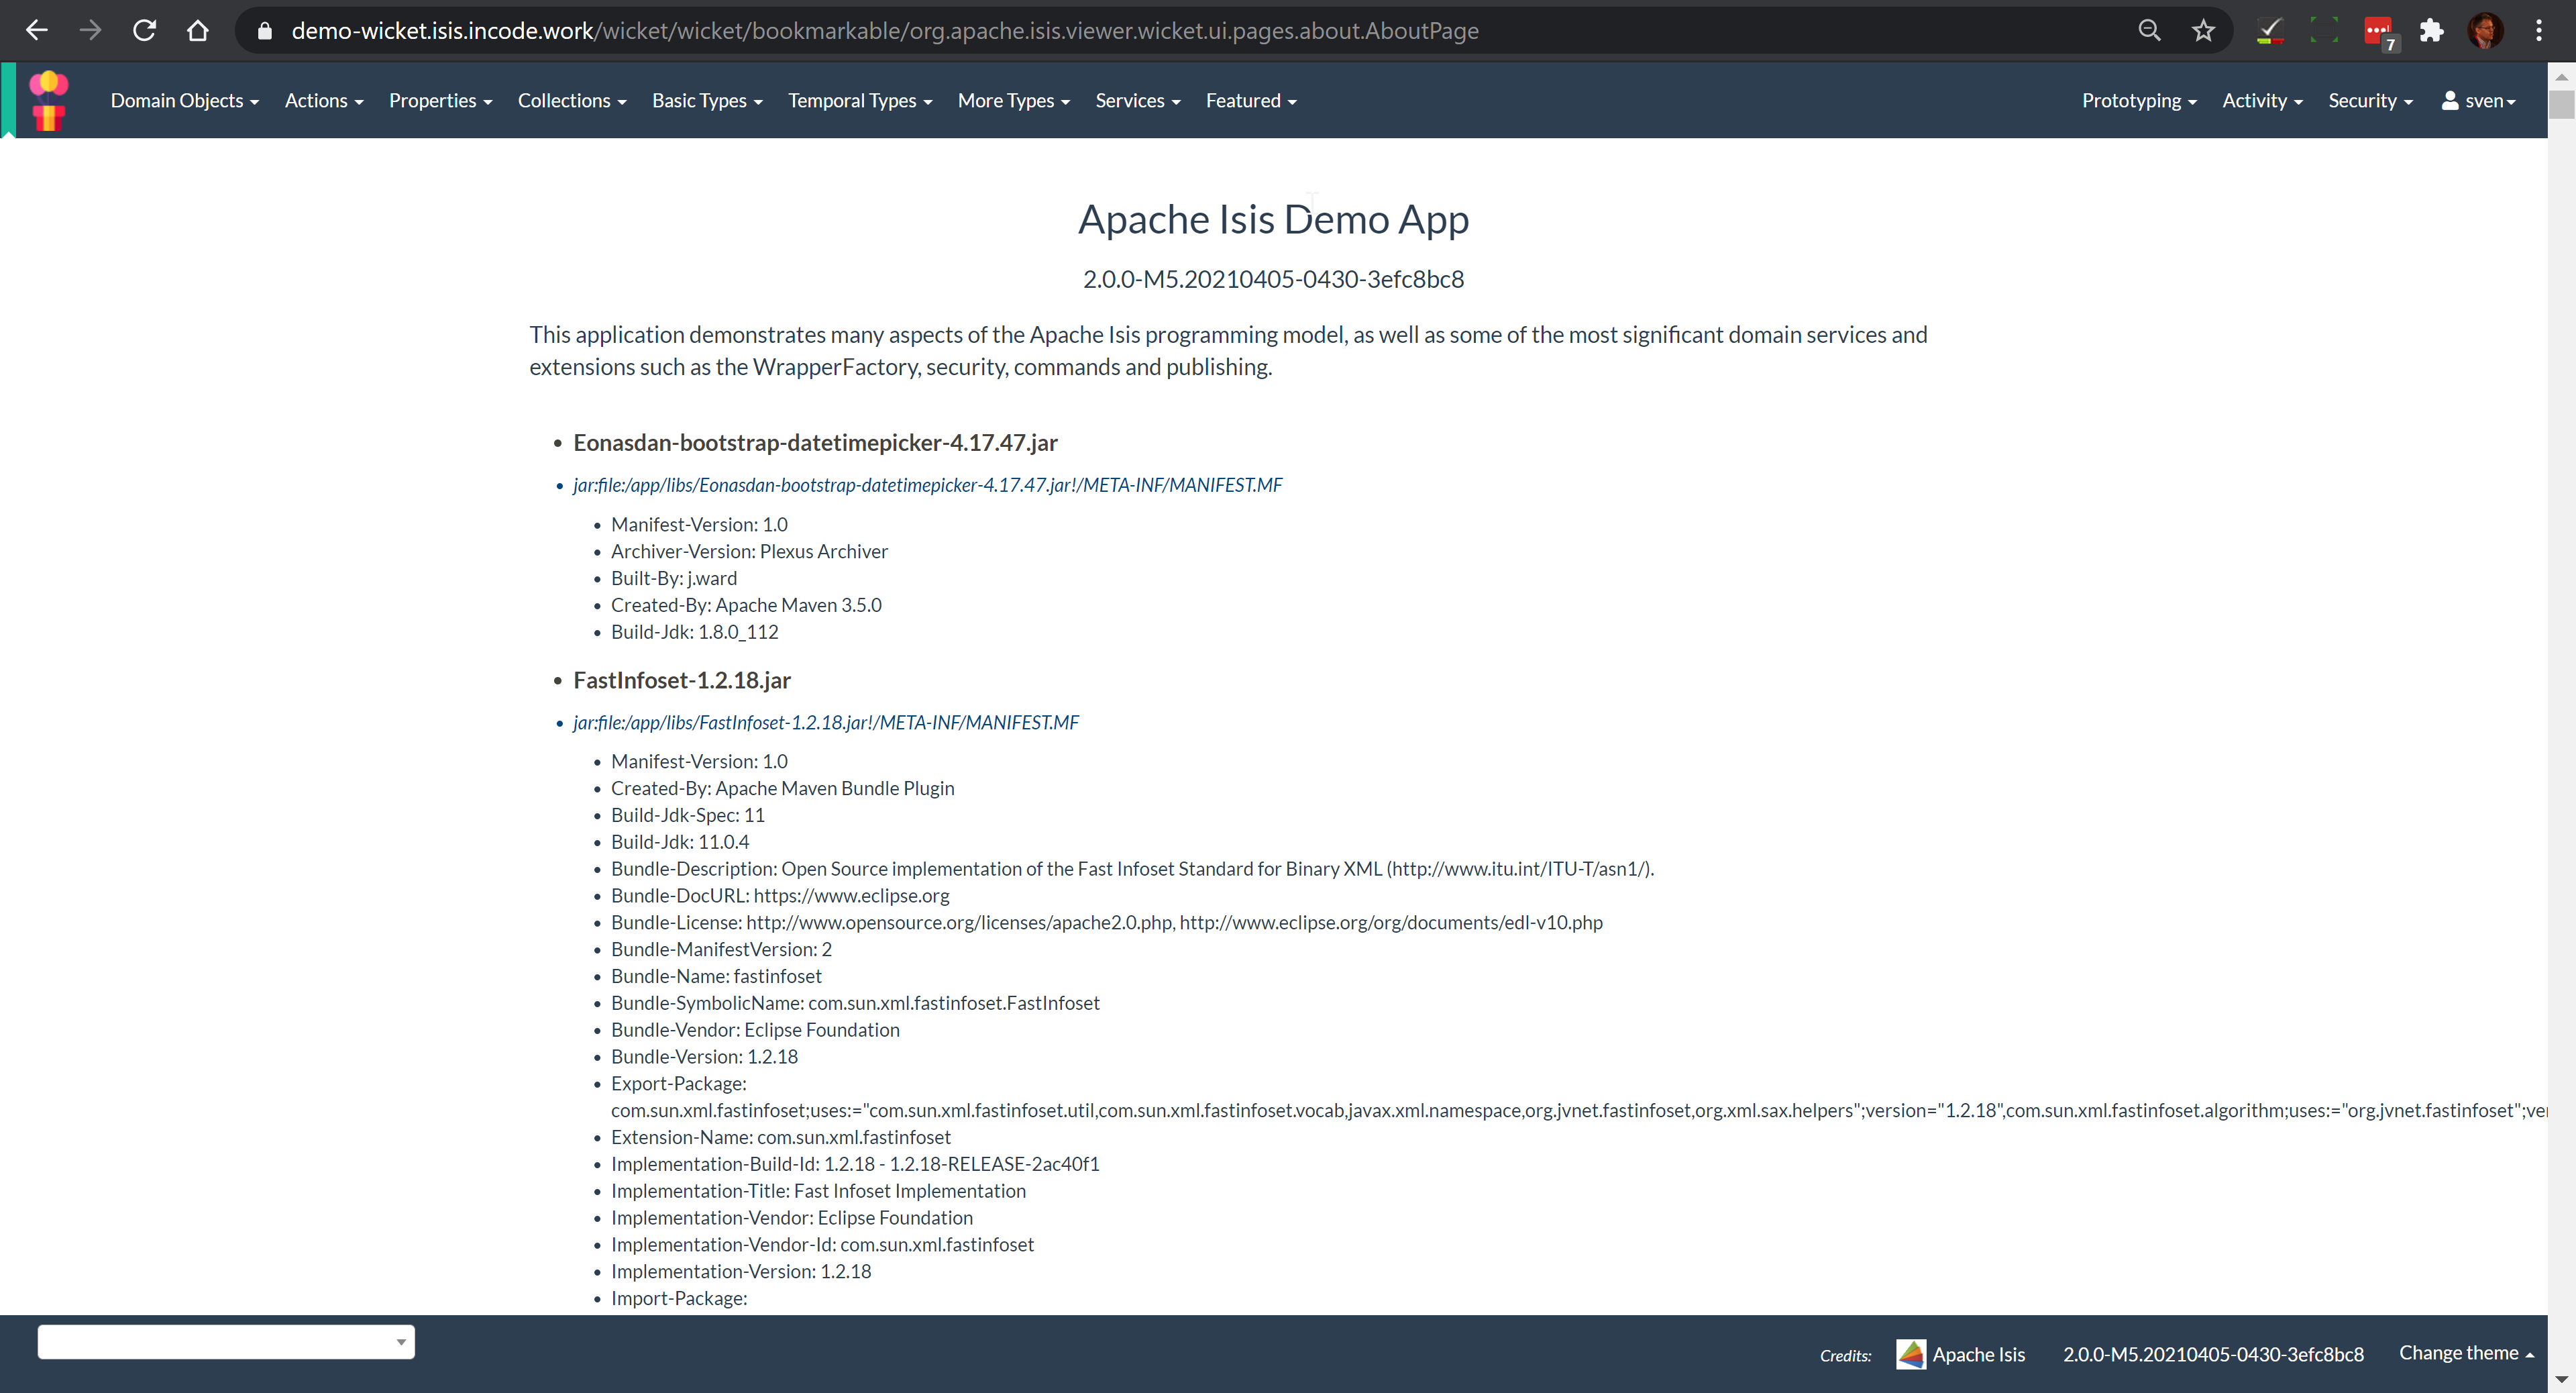 demo-wicket.isis.incode.work/wicket/wicket/bookmarkable/org.apache.isis.viewer.wicket.ui.pages.about.AboutPage
7
Domain Objects Actions Properties Collections Basic Types Temporal Types More Types Services Featured Prototyping Activity Security sven
Apache Isis Demo App
2.0.0-M5.20210405-0430-3efc8bc8
This application demonstrates many aspects of the Apache Isis programming model, as well as some of the most significant domain services and
extensions such as the WrapperFactory, security, commands and publishing.
Eonasdan-bootstrap-datetimepicker-4.17.47.jar
jar:file:/app/libs/Eonasdan-bootstrap-datetimepicker-4.17.47.jar!/META-INF/MANIFEST.MF
Manifest-Version: 1.0
Archiver-Version: Plexus Archiver
Built-By: j.ward
Created-By: Apache Maven 3.5.0
Build-Jdk: 1.8.0_112
FastInfoset-1.2.18.jar
jar:file:/app/libs/FastInfoset-1.2.18.jar!/META-INF/MANIFEST.MF
Manifest-Version: 1.0
Created-By: Apache Maven Bundle Plugin
Build-Jdk-Spec: 11
Build-Jdk: 11.0.4
Bundle-Description: Open Source implementation of the Fast Infoset Standard for Binary XML (http://www.itu.int/ITU-T/asn1/).
Bundle-DocURL: https://www.eclipse.org
Bundle-License: http://www.opensource.org/licenses/apache2.0.php, http://www.eclipse.org/org/documents/edl-v10.php
Bundle-ManifestVersion: 2
Bundle-Name: fastinfoset
Bundle-SymbolicName: com.sun.xml.fastinfoset.FastInfoset
Bundle-Vendor: Eclipse Foundation
Bundle-Version: 1.2.18
Export-Package:
com.sun.xml.fastinfoset;uses:="com.sun.xml.fastinfoset.util,com.sun.xml.fastinfoset.vocab,javax.xml.namespace,org.jvnet.fastinfoset,org.xml.sax.helpers";version="1.2.18",com.sun.xml.fastinfoset.algorithm;uses:="org.jvnet.fastinfoset";ve
Extension-Name: com.sun.xml.fastinfoset
Implementation-Build-Id: 1.2.18 - 1.2.18-RELEASE-2ac40f1
Implementation-Title: Fast Infoset Implementation
Implementation-Vendor: Eclipse Foundation
Implementation-Vendor-Id: com.sun.xml.fastinfoset
Implementation-Version: 1.2.18
Import-Package:
Credits: Apache Isis 2.0.0-M5.20210405-0430-3efc8bc8 Change theme